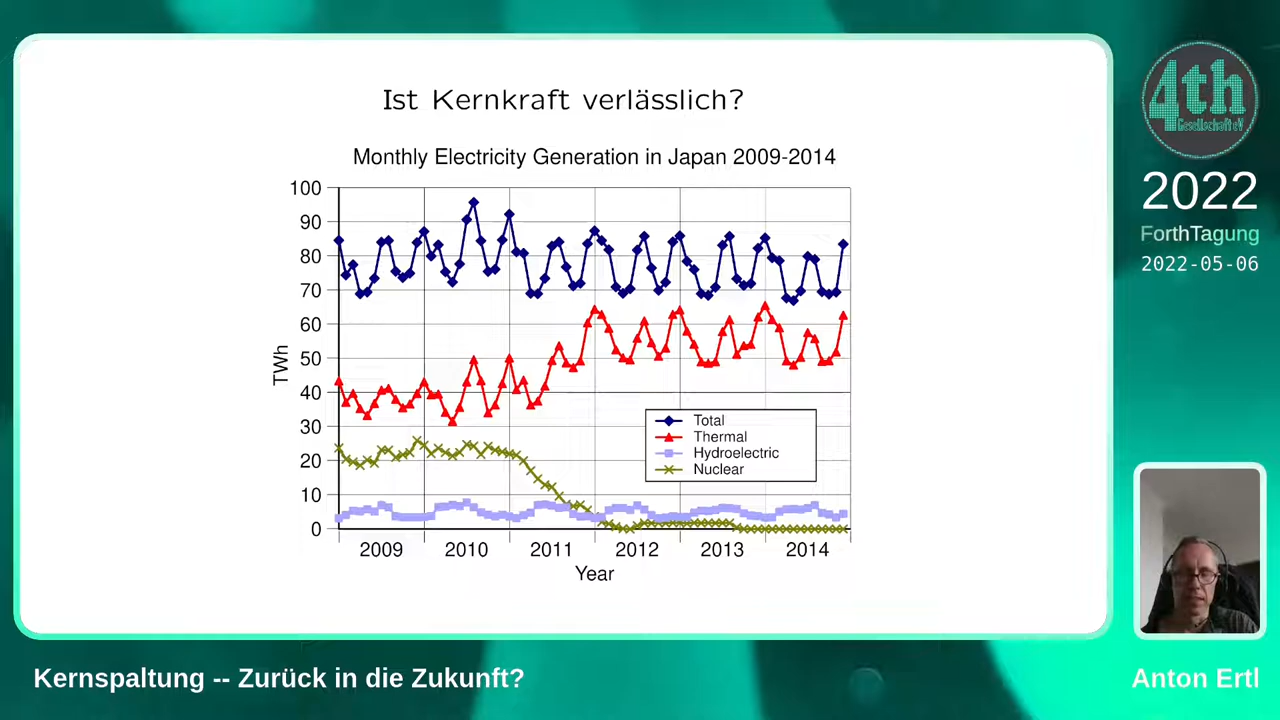 Ist Kernkraft verlässlich?
Monthly Electricity Generation in Japan 2009-2014
100
90
80
70
60
50
40
30
20
10
0
TWh
Total
Thermal
Hydroelectric
Nuclear
2009 2010 2011 2012 2013 2014
Year
4th
Gesellschaft eV
2022
ForthTagung
2022-05-06
Kernspaltung -- Zurück in die Zukunft?
Anton Ertl